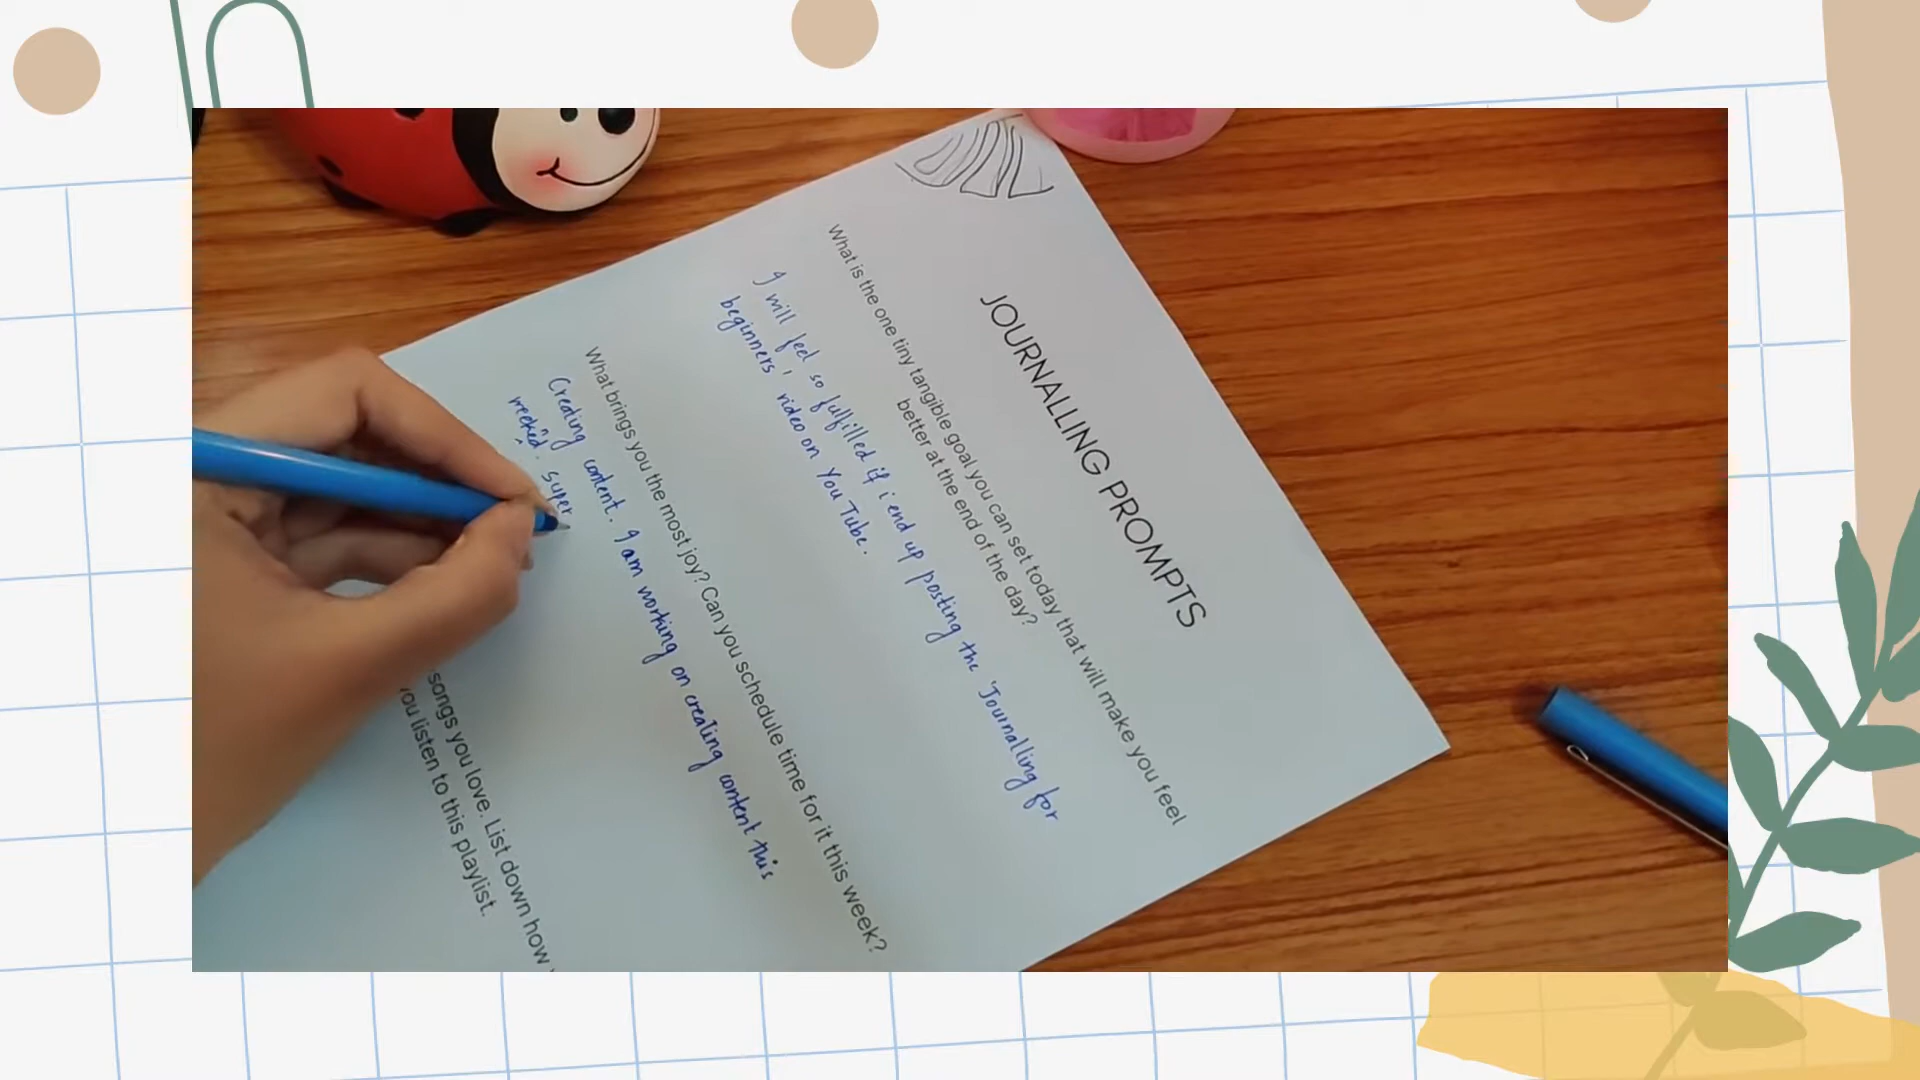 JOURNALLING PROMPTS
What is the one tiny tangible goal you can set today that will make you feel
better at the end of the day?
I will feel so fulfilled if i end up posting the 'Journalling for
beginners' video on YouTube.
What brings you the most joy? Can you schedule time for it this week?
Creating content. I am working on creating content this
super
songs you love. List down how
you listen to this playlist.